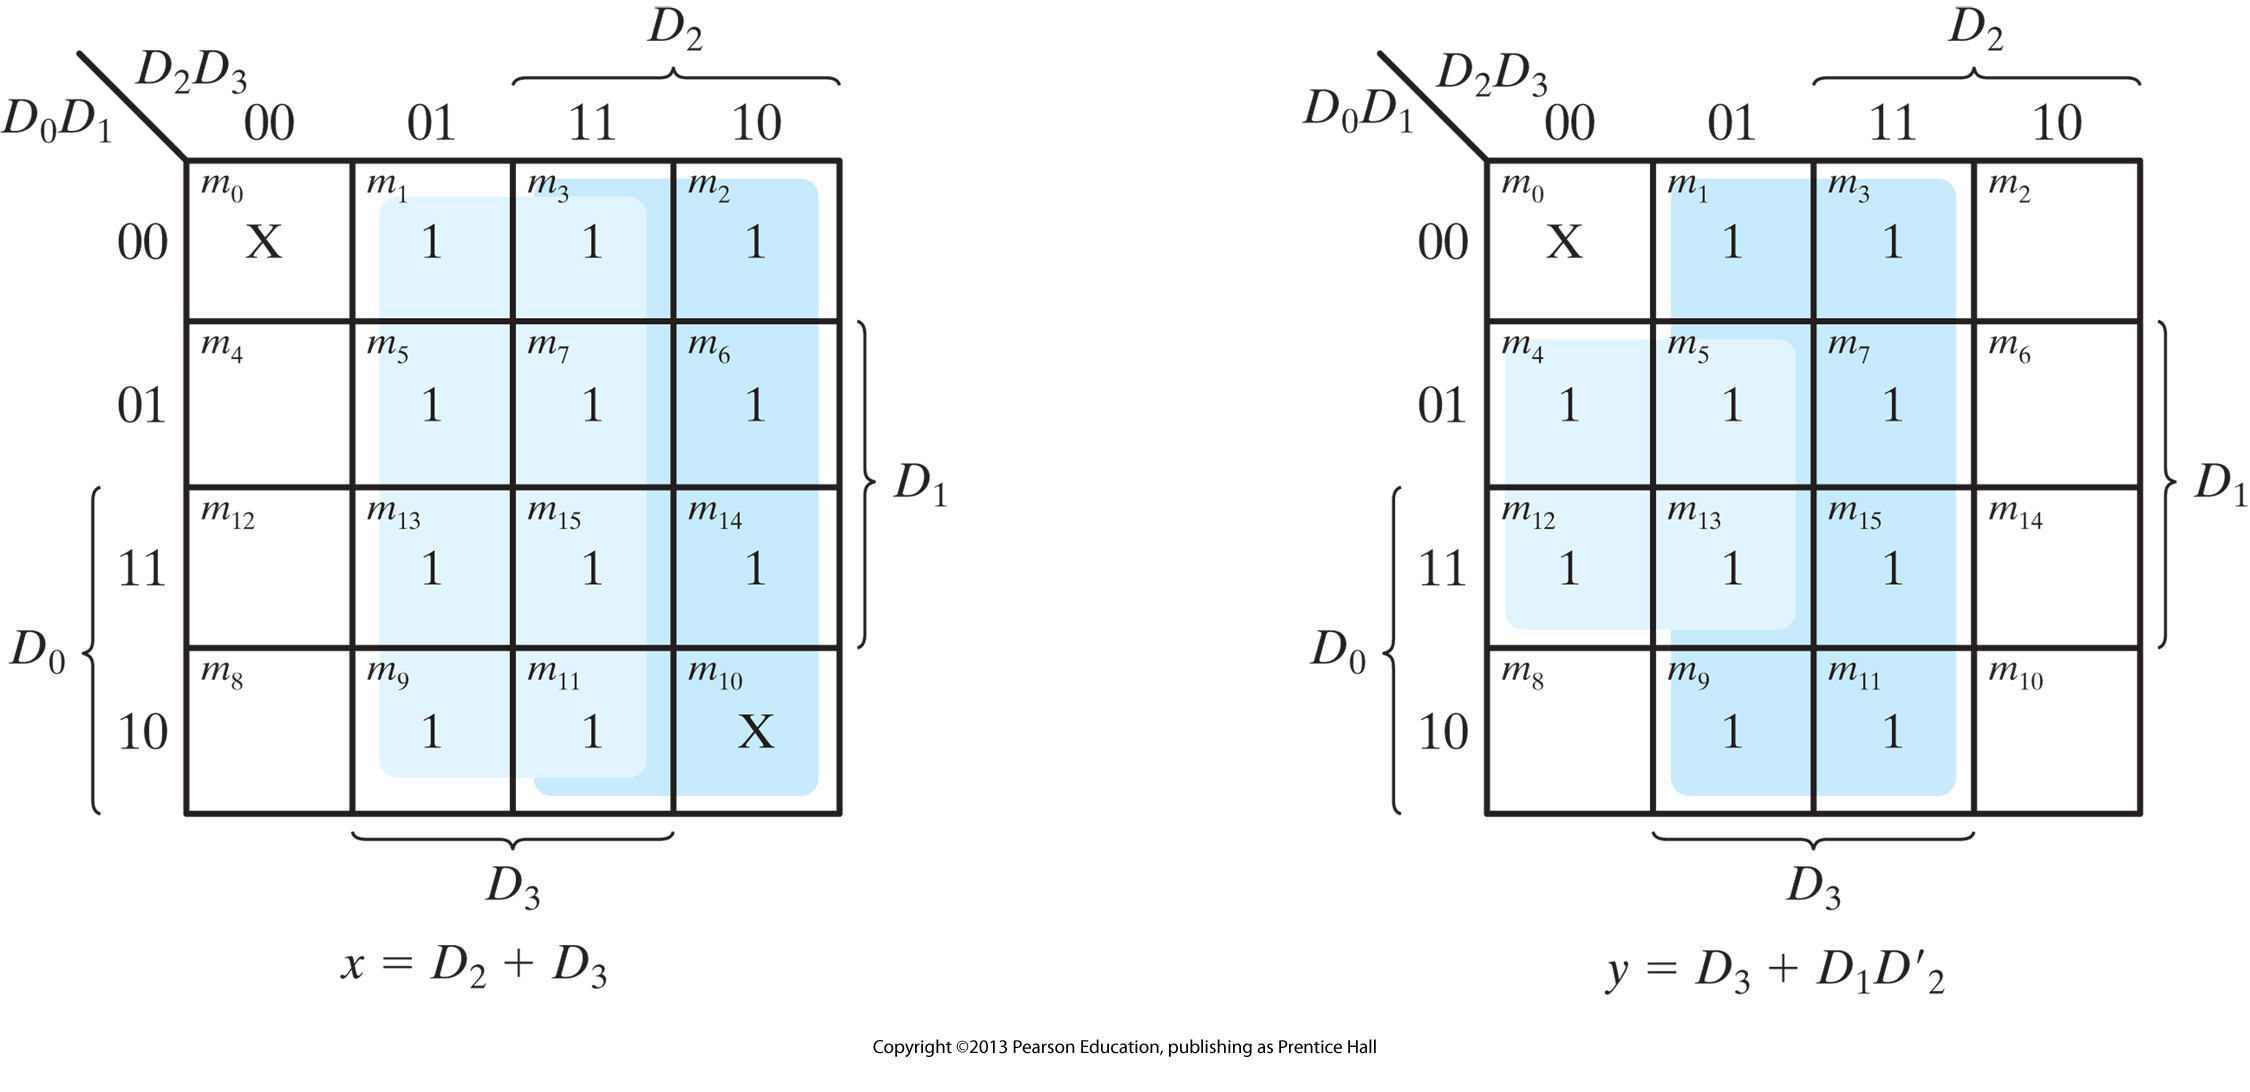 D₂
D₂D₃
D₀D₁ 00 01 11 10
m₀ m₁ m₃ m₂
00 X 1 1 1
m₄ m₅ m₇ m₆
01 1 1 1
D₁
m₁₂ m₁₃ m₁₅ m₁₄
11 1 1 1
D₀
m₈ m₉ m₁₁ m₁₀
10 1 1 X
D₃
x = D₂ + D₃
D₂
D₂D₃
D₀D₁ 00 01 11 10
m₀ m₁ m₃ m₂
00 X 1 1
m₄ m₅ m₇ m₆
01 1 1 1
D₁
m₁₂ m₁₃ m₁₅ m₁₄
11 1 1 1
D₀
m₈ m₉ m₁₁ m₁₀
10 1 1
D₃
y = D₃ + D₁D′₂
Copyright ©2013 Pearson Education, publishing as Prentice Hall